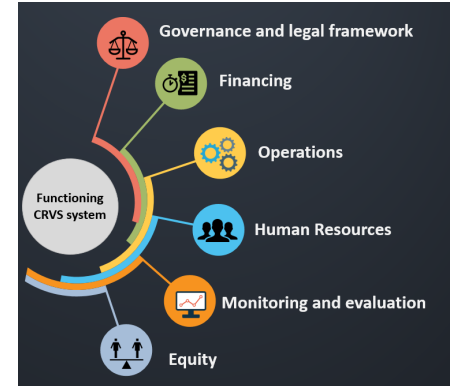 Governance and legal framework
Financing
Operations
Functioning
CRVS system
Human Resources
Monitoring and evaluation
Equity